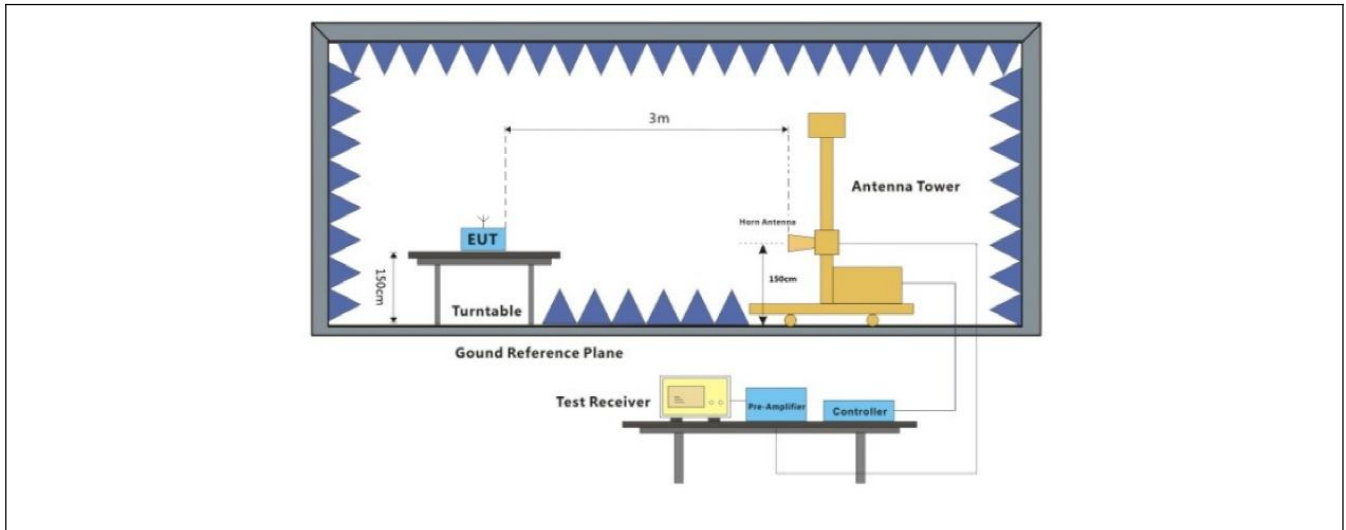 3m
Antenna Tower
Horn Antenna
EUT
150cm
150cm
Turntable
Gound Reference Plane
Test Receiver
Pre-Amplifier
Controller